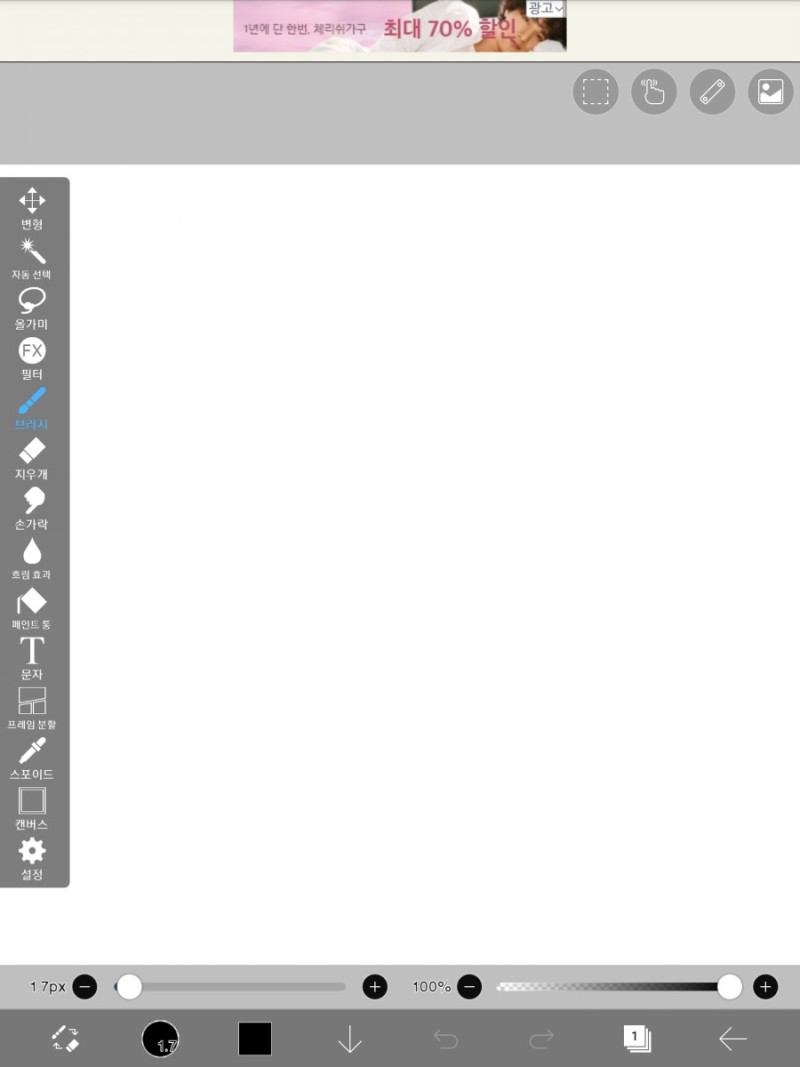 1년에 단 한번, 체리쉬가구
최대 70% 할인
광고
변형
자동 선택
올가미
FX
필터
브러시
지우개
손가락
흐림 효과
페인트 통
T
문자
프레임 분할
스포이드
캔버스
설정
1.7px
100%
1.7
1